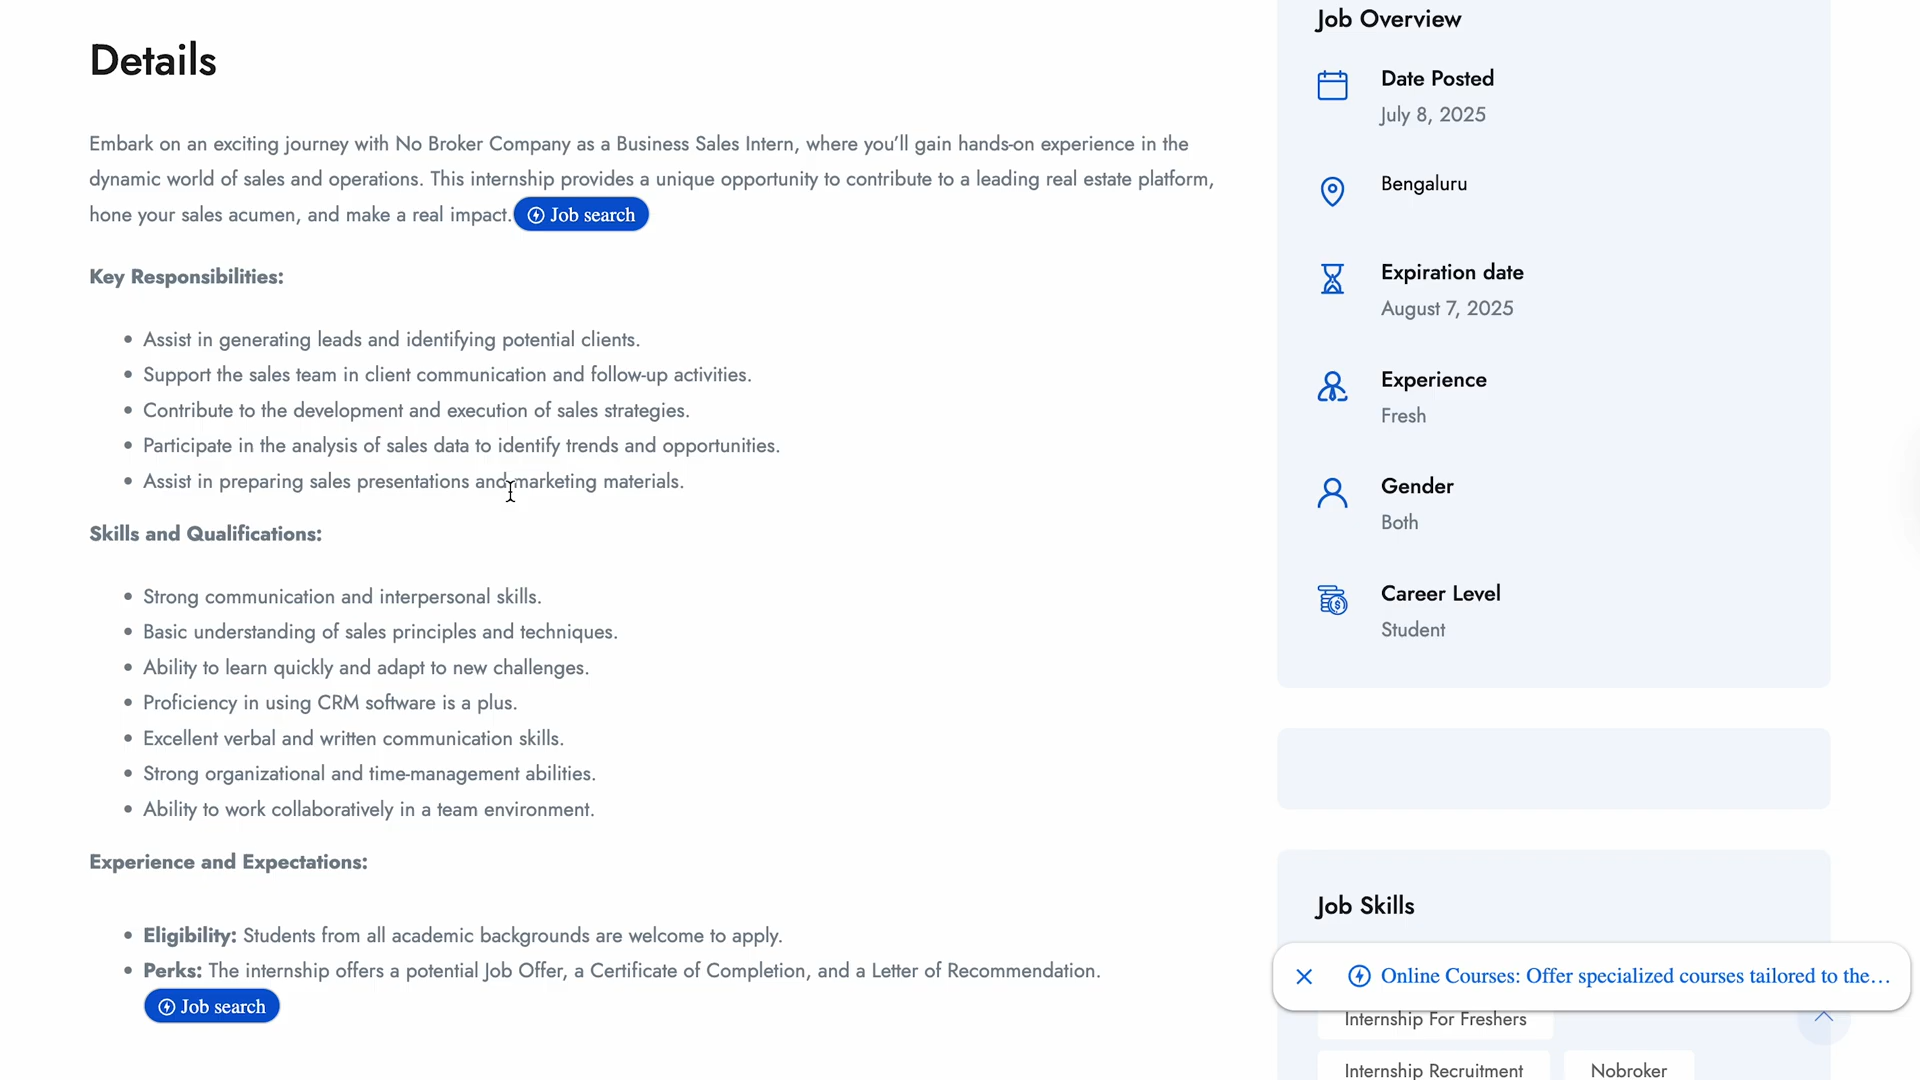 Details
Embark on an exciting journey with No Broker Company as a Business Sales Intern, where you’ll gain hands-on experience in the
dynamic world of sales and operations. This internship provides a unique opportunity to contribute to a leading real estate platform,
hone your sales acumen, and make a real impact. Job search
Key Responsibilities:
Assist in generating leads and identifying potential clients.
Support the sales team in client communication and follow-up activities.
Contribute to the development and execution of sales strategies.
Participate in the analysis of sales data to identify trends and opportunities.
Assist in preparing sales presentations and marketing materials.
Skills and Qualifications:
Strong communication and interpersonal skills.
Basic understanding of sales principles and techniques.
Ability to learn quickly and adapt to new challenges.
Proficiency in using CRM software is a plus.
Excellent verbal and written communication skills.
Strong organizational and time-management abilities.
Ability to work collaboratively in a team environment.
Experience and Expectations:
Eligibility: Students from all academic backgrounds are welcome to apply.
Perks: The internship offers a potential Job Offer, a Certificate of Completion, and a Letter of Recommendation.
Job search
Job Overview
Date Posted
July 8, 2025
Bengaluru
Expiration date
August 7, 2025
Experience
Fresh
Gender
Both
Career Level
Student
Job Skills
Online Courses: Offer specialized courses tailored to the...
Internship For Freshers
Internship Recruitment
Nobroker